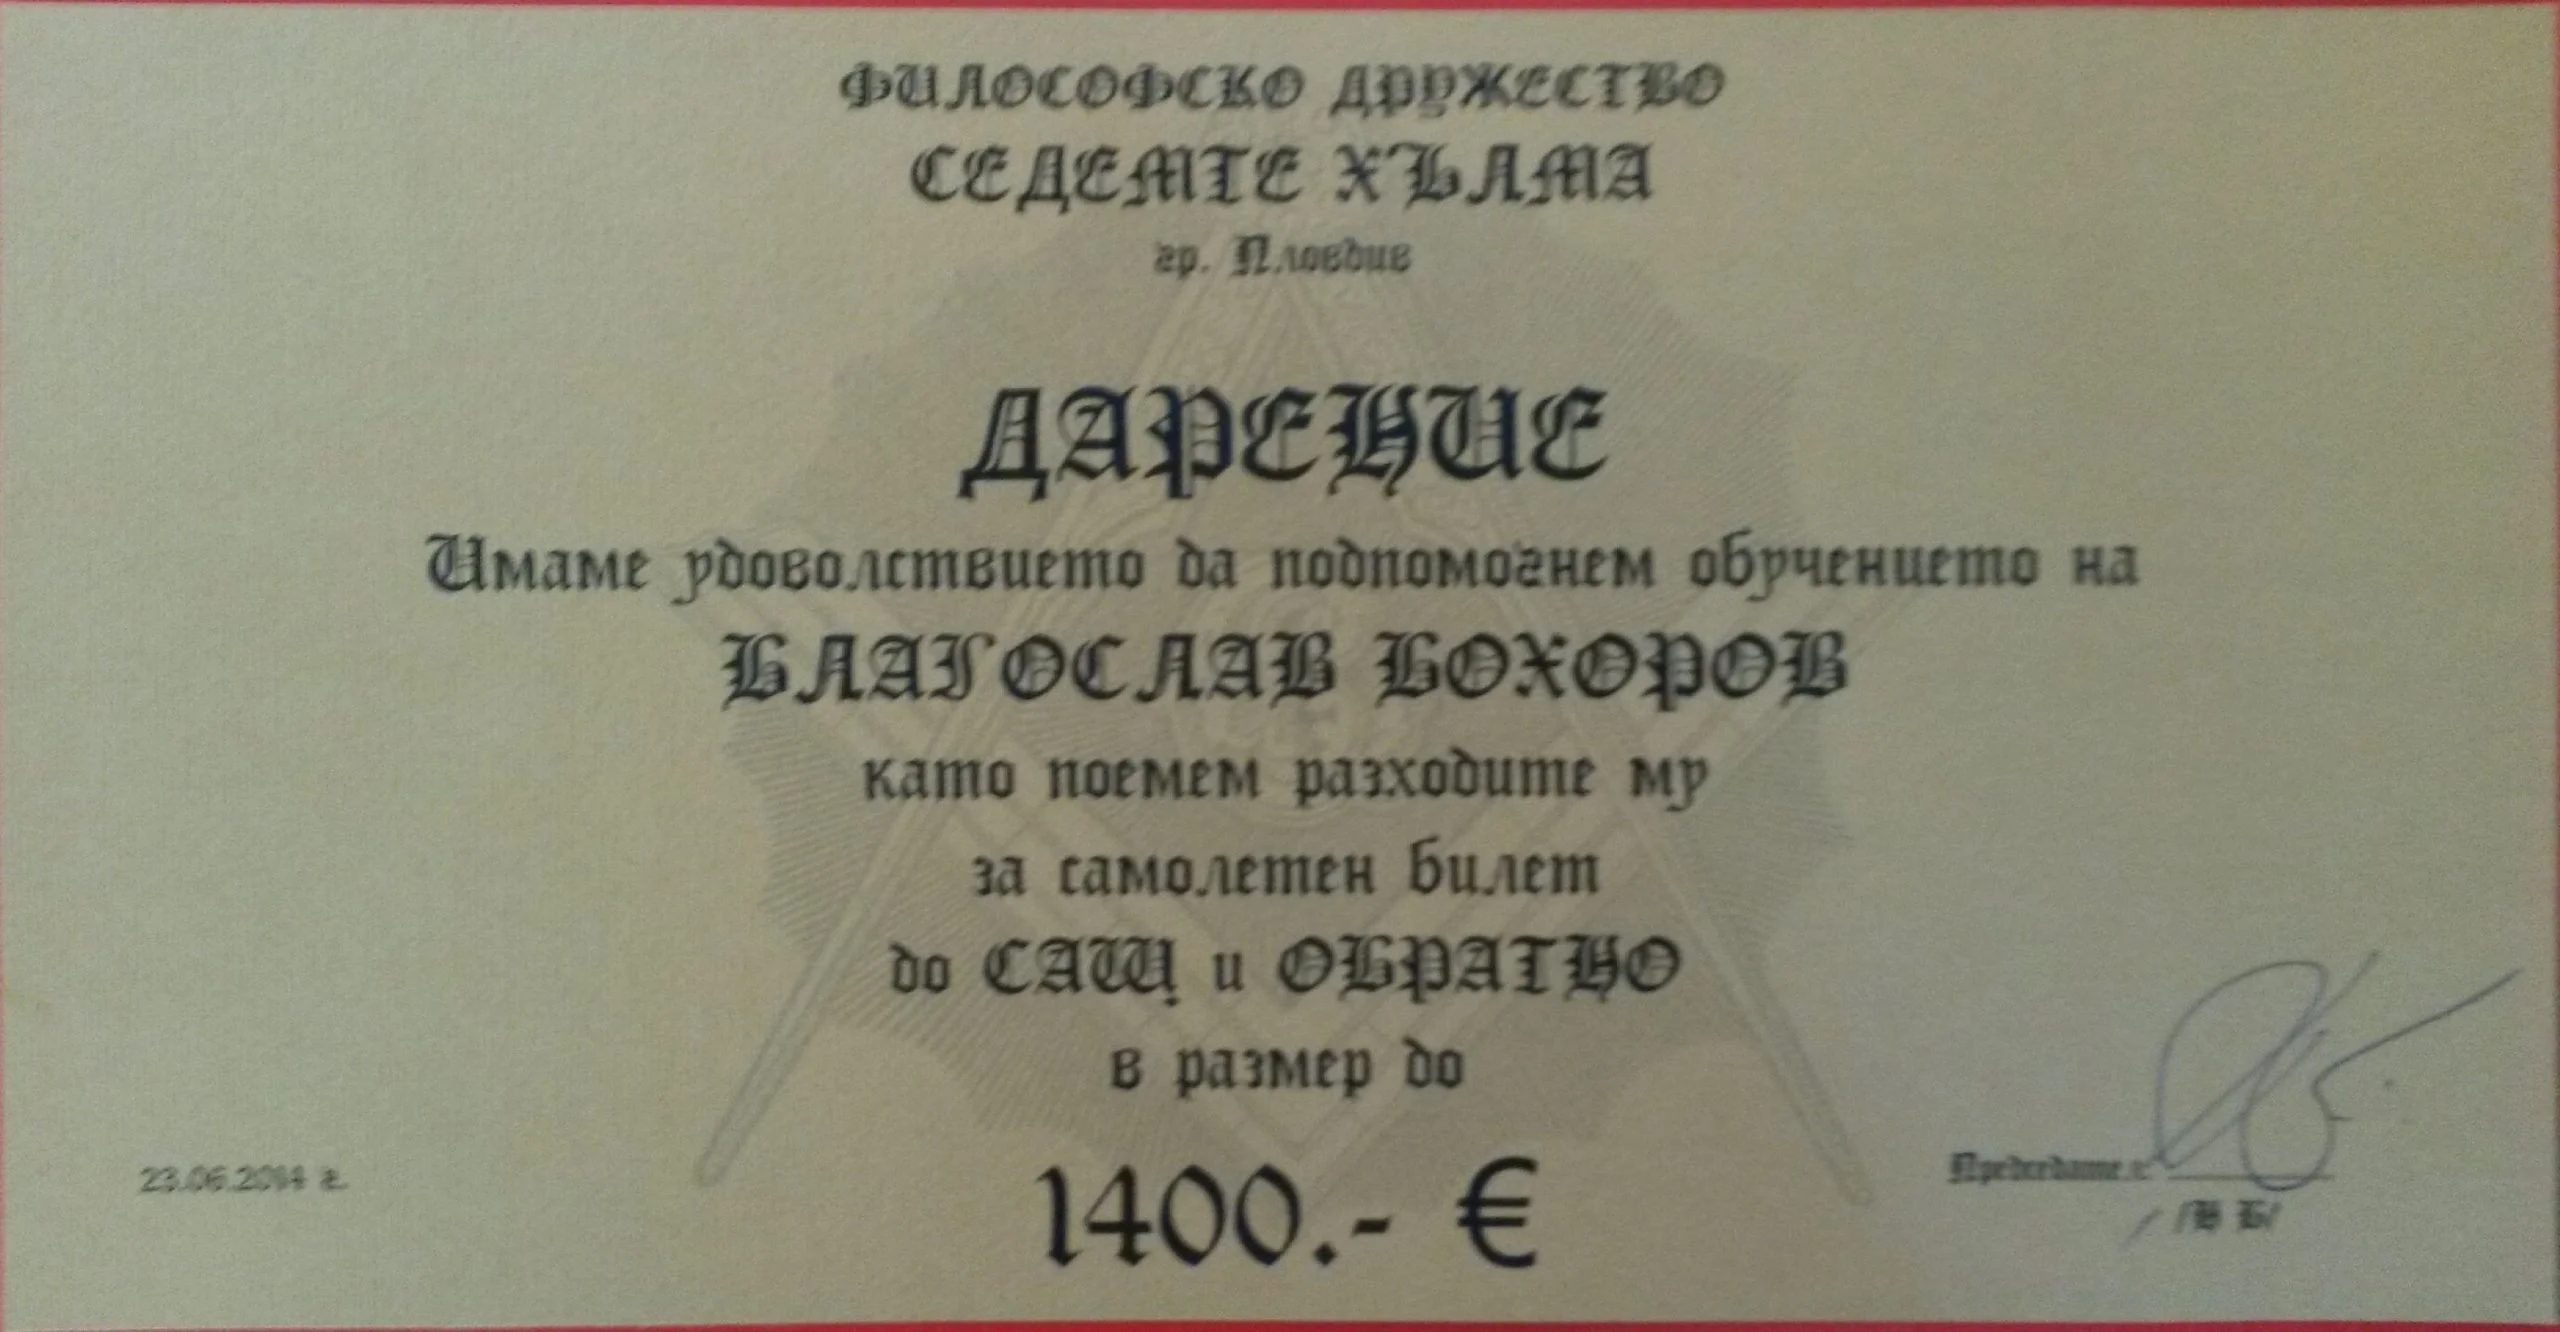 ФИЛОСОФСКО ДРУЖЕСТВО
СЕДЕМТЕ ХЪЛМА
гр. Пловдив
ДАРЕНИЕ
Имаме удоволствието да подпомогнем обучението на
БЛАГОСЛАВ БОХОРОВ
като поемем разходите му
за самолетен билет
до САЩ и ОБРАТНО
в размер до
1400.- €
23.06.2014 г.
Председател:
/В Б/